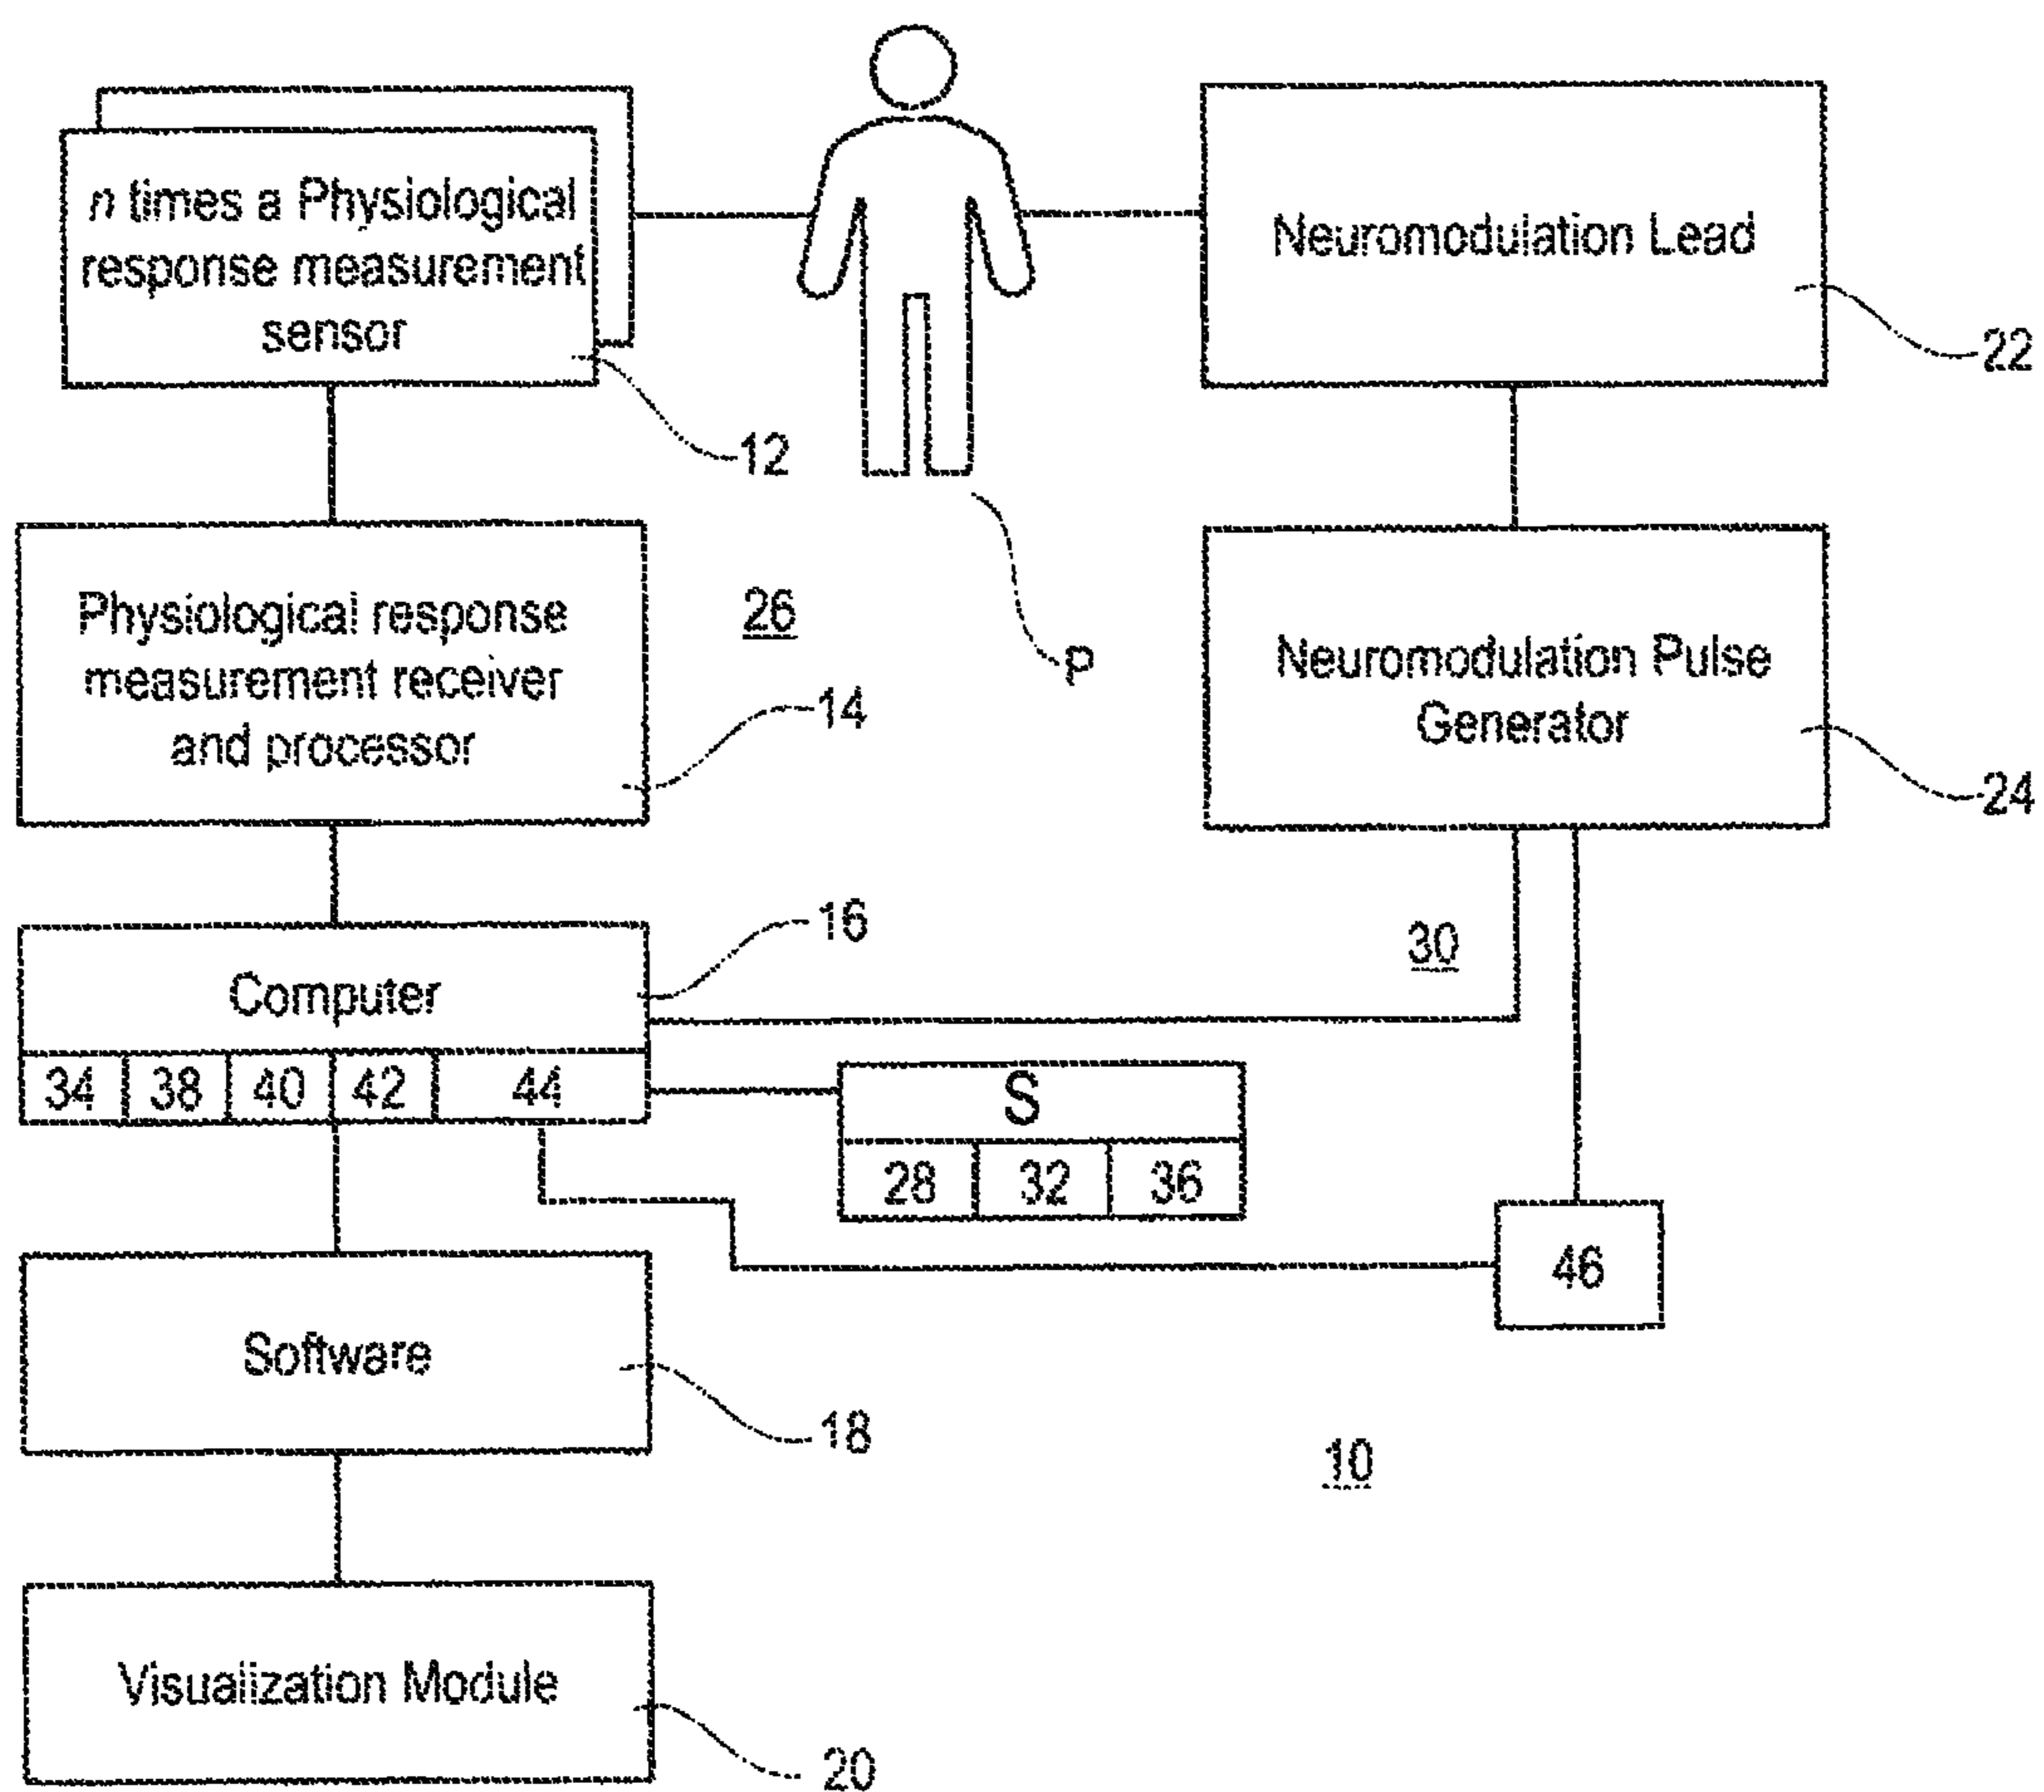 n times a Physiological
response measurement
sensor
12
Neuromodulation Lead
22
P
Physiological response
measurement receiver
and processor
14
26
Neuromodulation Pulse
Generator
24
Computer
16
30
34 38 40 42 44
S
28 32 36
46
Software
18
10
Visualization Module
20